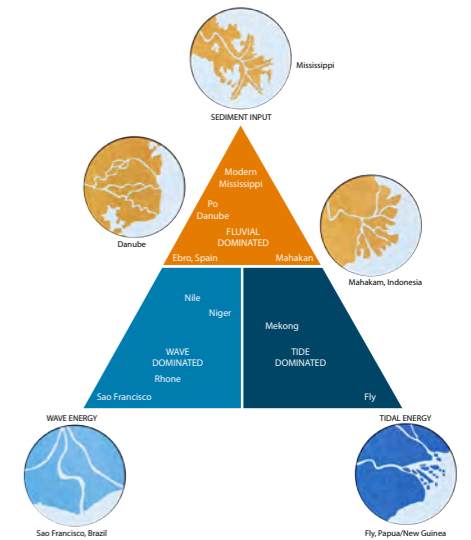 Mississippi
SEDIMENT INPUT
Modern
Mississippi
Po
Danube
FLUVIAL
DOMINATED
Ebro, Spain
Mahakan
Danube
Mahakam, Indonesia
Nile
Niger
WAVE
DOMINATED
Rhone
Sao Francisco
Mekong
TIDE
DOMINATED
Fly
WAVE ENERGY
TIDAL ENERGY
Sao Francisco, Brazil
Fly, Papua/New Guinea